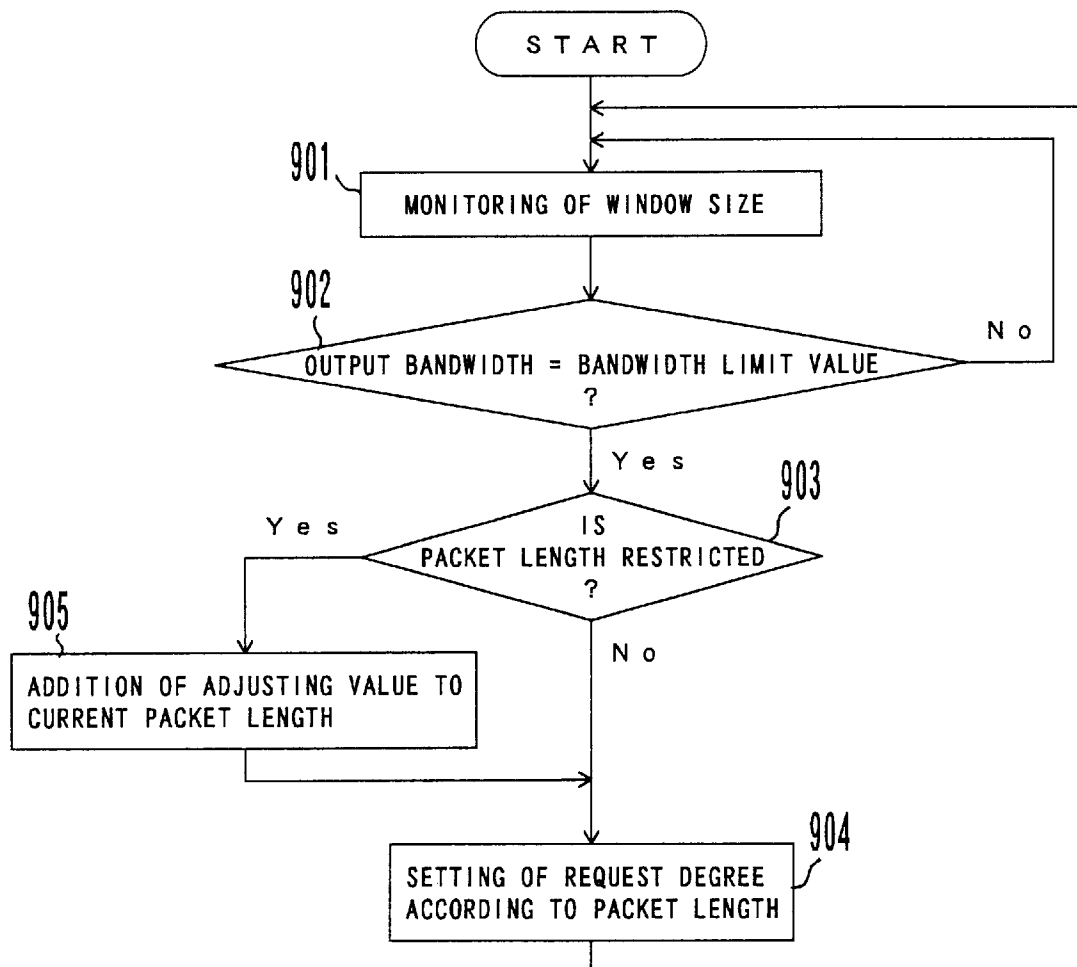 START
901
MONITORING OF WINDOW SIZE
902
No
OUTPUT BANDWIDTH = BANDWIDTH LIMIT VALUE
?
Yes
903
Yes
IS
PACKET LENGTH RESTRICTED
?
905
No
ADDITION OF ADJUSTING VALUE TO
CURRENT PACKET LENGTH
904
SETTING OF REQUEST DEGREE
ACCORDING TO PACKET LENGTH